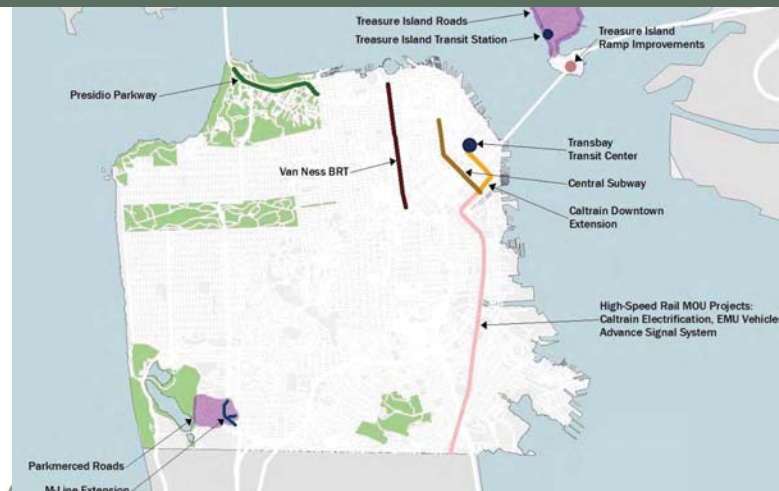 Treasure Island Roads
Treasure Island Transit Station
Treasure Island
Ramp Improvements
Presidio Parkway
Van Ness BRT
Transbay
Transit Center
Central Subway
Caltrain Downtown
Extension
High-Speed Rail MOU Projects:
Caltrain Electrification, EMU Vehicle
Advance Signal System
Parkmerced Roads
M-Line Extension